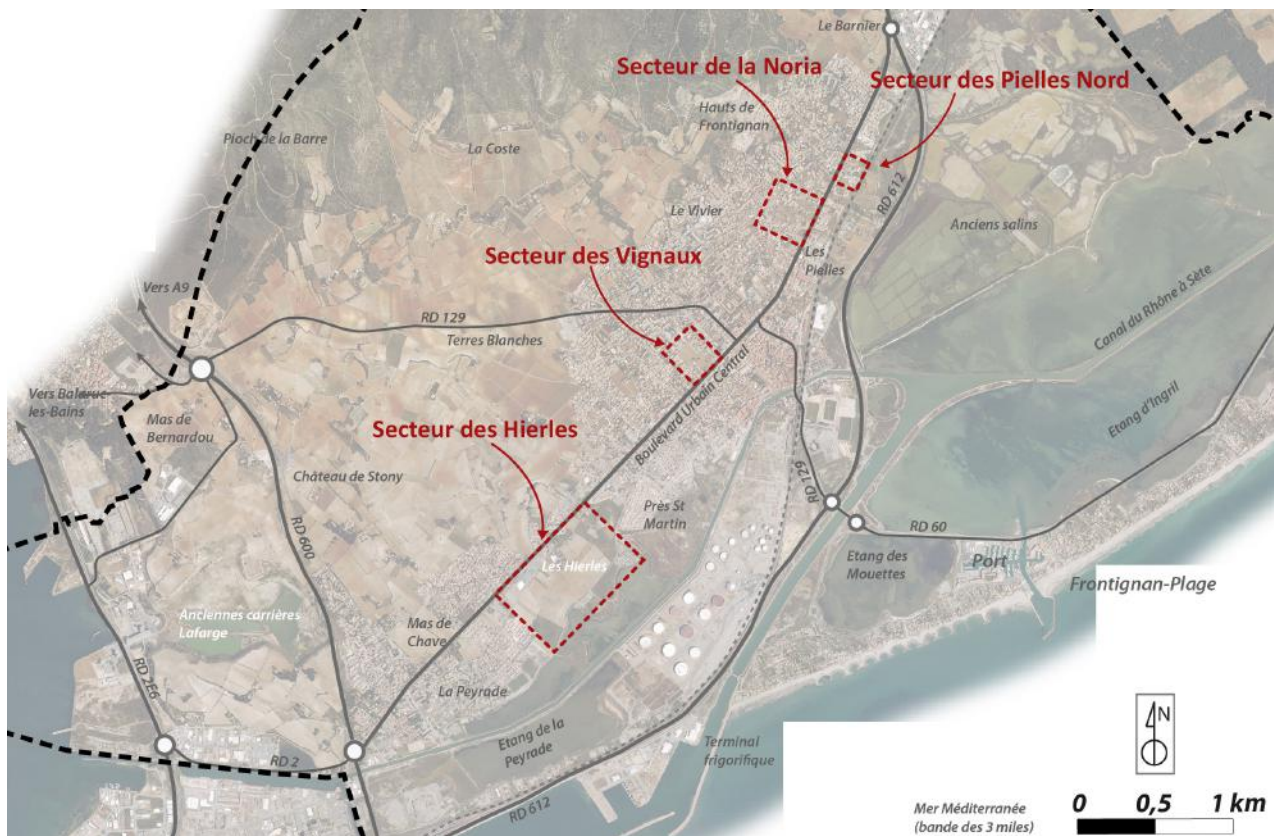 Le Barnier
Secteur de la Noria
Secteur des Pielles Nord
Hauts de
Frontignan
Pioch de la Barre
La Coste
RD 612
Le Vivier
Anciens salins
Secteur des Vignaux
Les
Pielles
Vers A9
RD 129
Terres Blanches
Canal du Rhône à Sète
Vers Balaruc
les-Bains
Mas de
Bernardou
Boulevard Urbain Central
Etang d'Ingril
Secteur des Hierles
Château de Stony
RD 129
Près St
Martin
RD 600
RD 60
Les Hierles
Etang des
Mouettes
Port
Frontignan-Plage
Anciennes carrières
Lafarge
Mas de
Chave
RD 2E6
La Peyrade
Etang de la
Peyrade
Terminal
frigorifique
N
RD 2
RD 612
Mer Méditerranée
(bande des 3 miles)
0 0,5 1 km